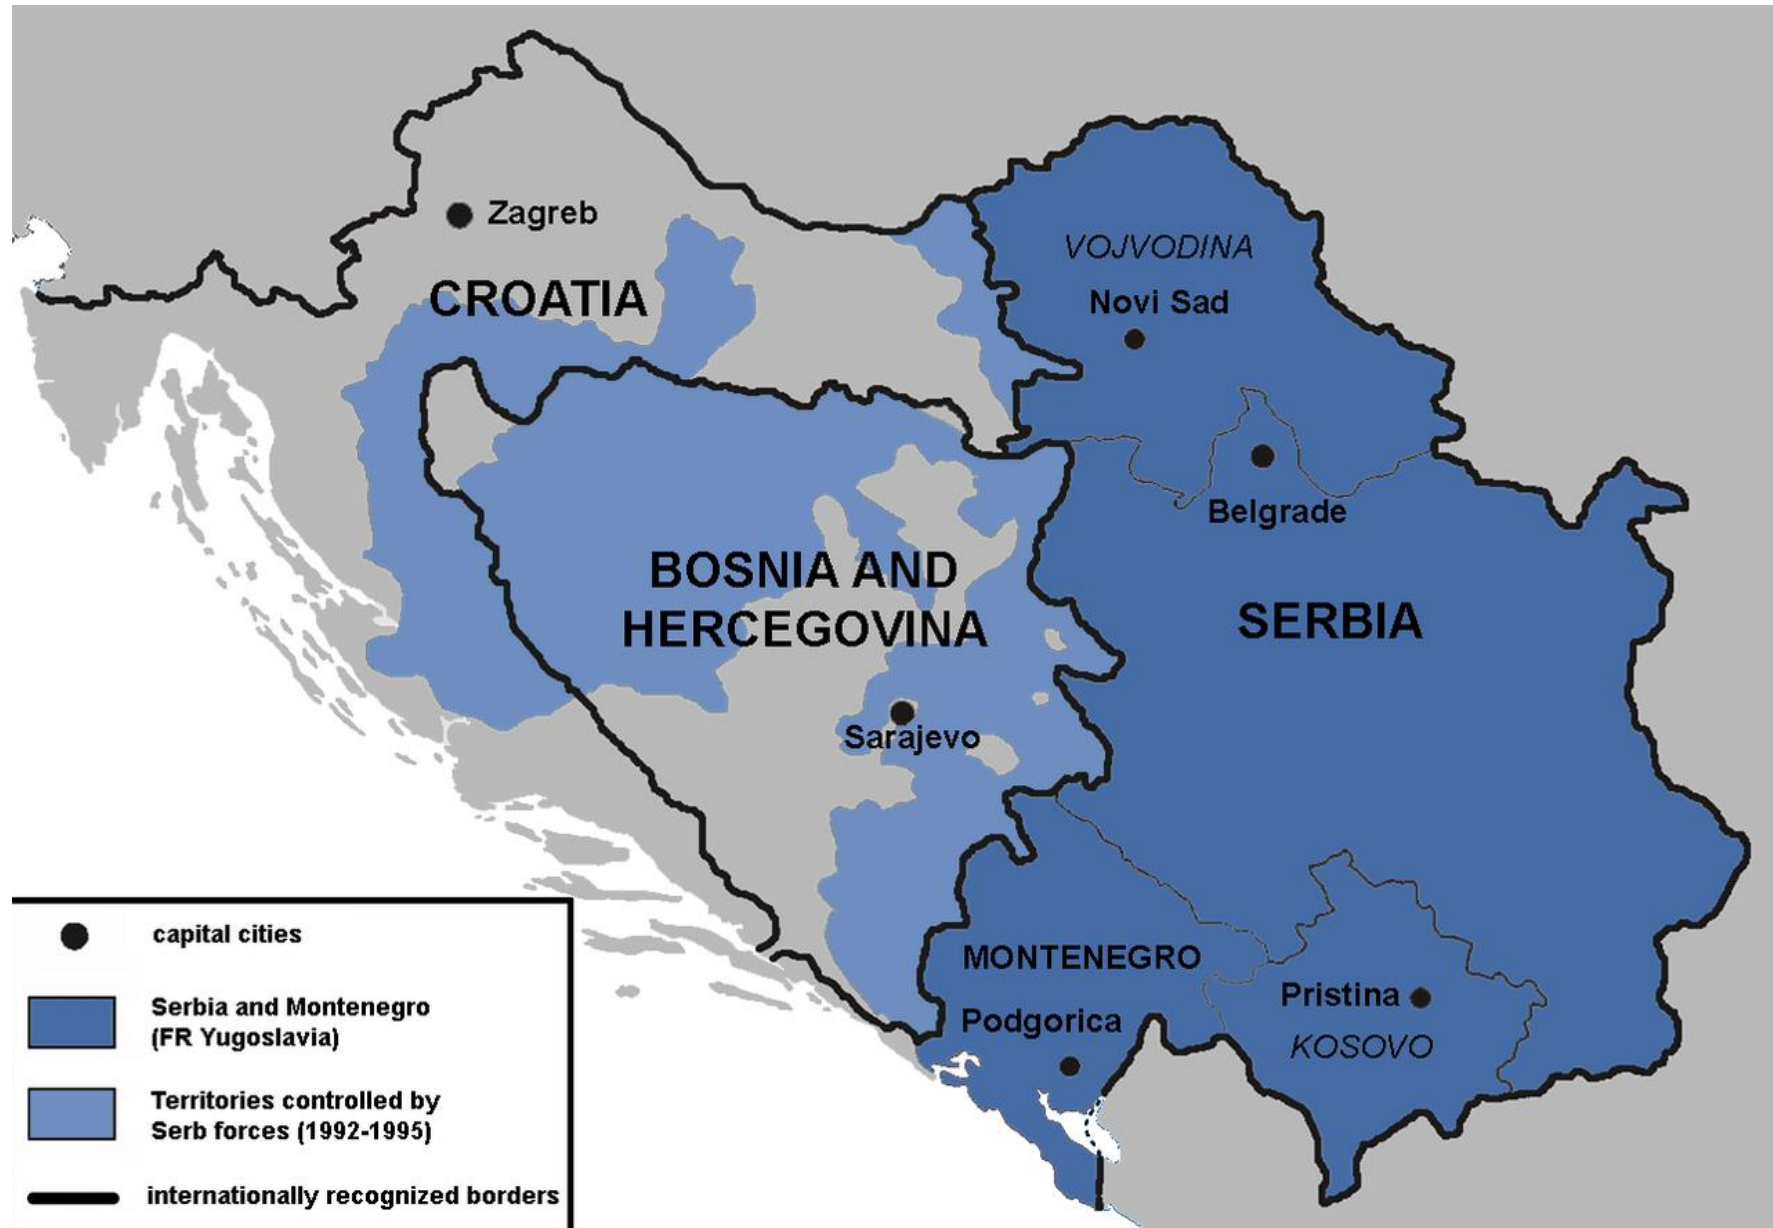 Zagreb
CROATIA
VOJVODINA
Novi Sad
Belgrade
BOSNIA AND
HERCEGOVINA
SERBIA
Sarajevo
MONTENEGRO
Podgorica
Pristina
KOSOVO
capital cities
Serbia and Montenegro
(FR Yugoslavia)
Territories controlled by
Serb forces (1992-1995)
internationally recognized borders